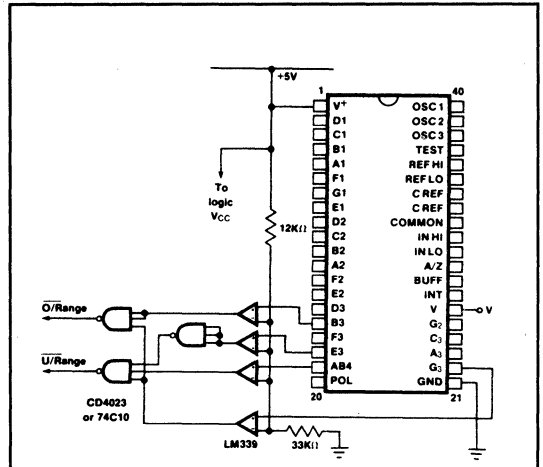 +5V
1
40
V+
OSC 1
D1
OSC 2
C1
OSC 3
B1
TEST
A1
REF HI
F1
REF LO
G1
C REF
E1
C REF
D2
COMMON
C2
IN HI
B2
IN LO
A2
A/Z
F2
BUFF
E2
INT
D3
V
V
B3
G2
F3
C3
E3
A3
AB4
G3
POL
GND
20
21
To
logic
VCC
12KΩ
O/Range
U/Range
CD4023
or 74C10
LM339
33KΩ